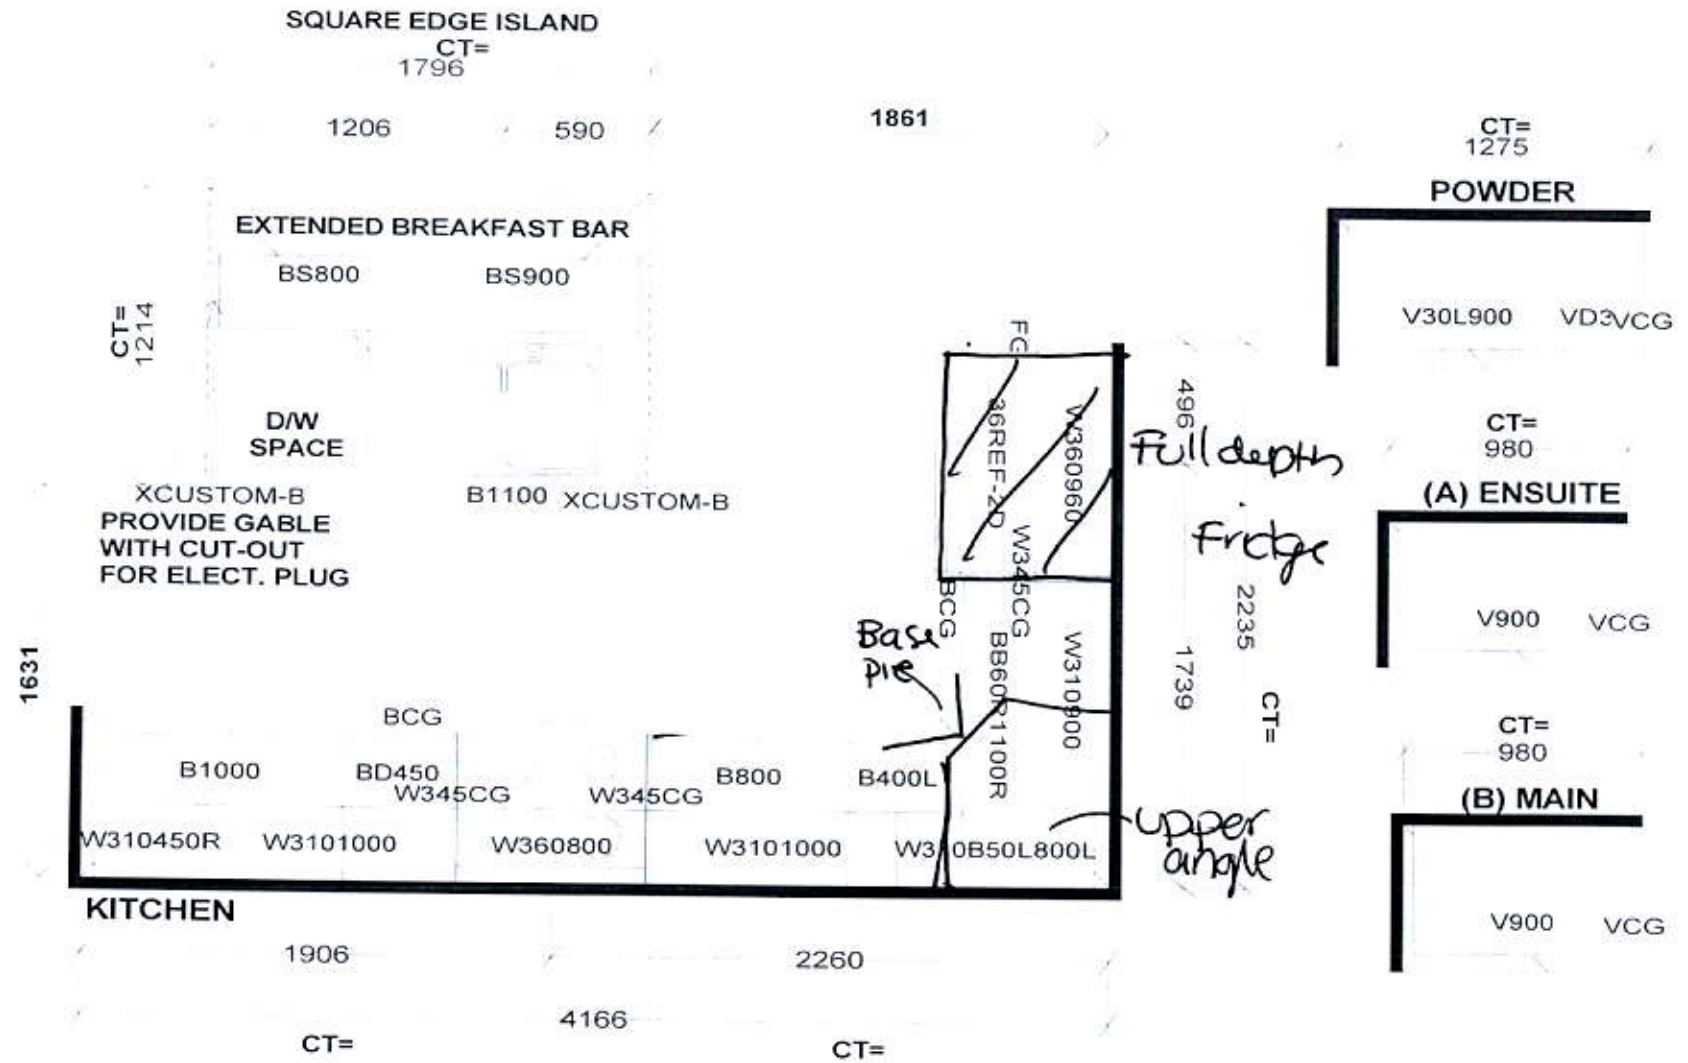 SQUARE EDGE ISLAND
CT=
1796
1206
590
1861
CT=
1275
POWDER
EXTENDED BREAKFAST BAR
BS800
BS900
CT=
1214
V30L900
VCG
FG
36REF-2D
W360960
496
Full depth
Fridge
D/W
SPACE
CT=
980
(A) ENSUITE
XCUSTOM-B
B1100
XCUSTOM-B
PROVIDE GABLE
WITH CUT-OUT
FOR ELECT. PLUG
W345CG
BCG
2235
V900
VCG
Base
pie
BB60R1100R
W310900
1739
CT=
1631
BCG
CT=
980
B1000
BD450
W345CG
W345CG
B800
B400L
(B) MAIN
W310450R
W3101000
W360800
W3101000
upper
angle
KITCHEN
V900
VCG
1906
2260
4166
CT=
CT=